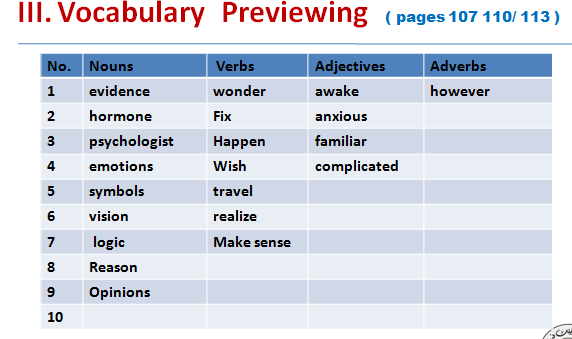 III. Vocabulary Previewing ( pages 107 110/ 113 )
No. Nouns Verbs Adjectives Adverbs
1 evidence wonder awake however
2 hormone Fix anxious
3 psychologist Happen familiar
4 emotions Wish complicated
5 symbols travel
6 vision realize
7 logic Make sense
8 Reason
9 Opinions
10